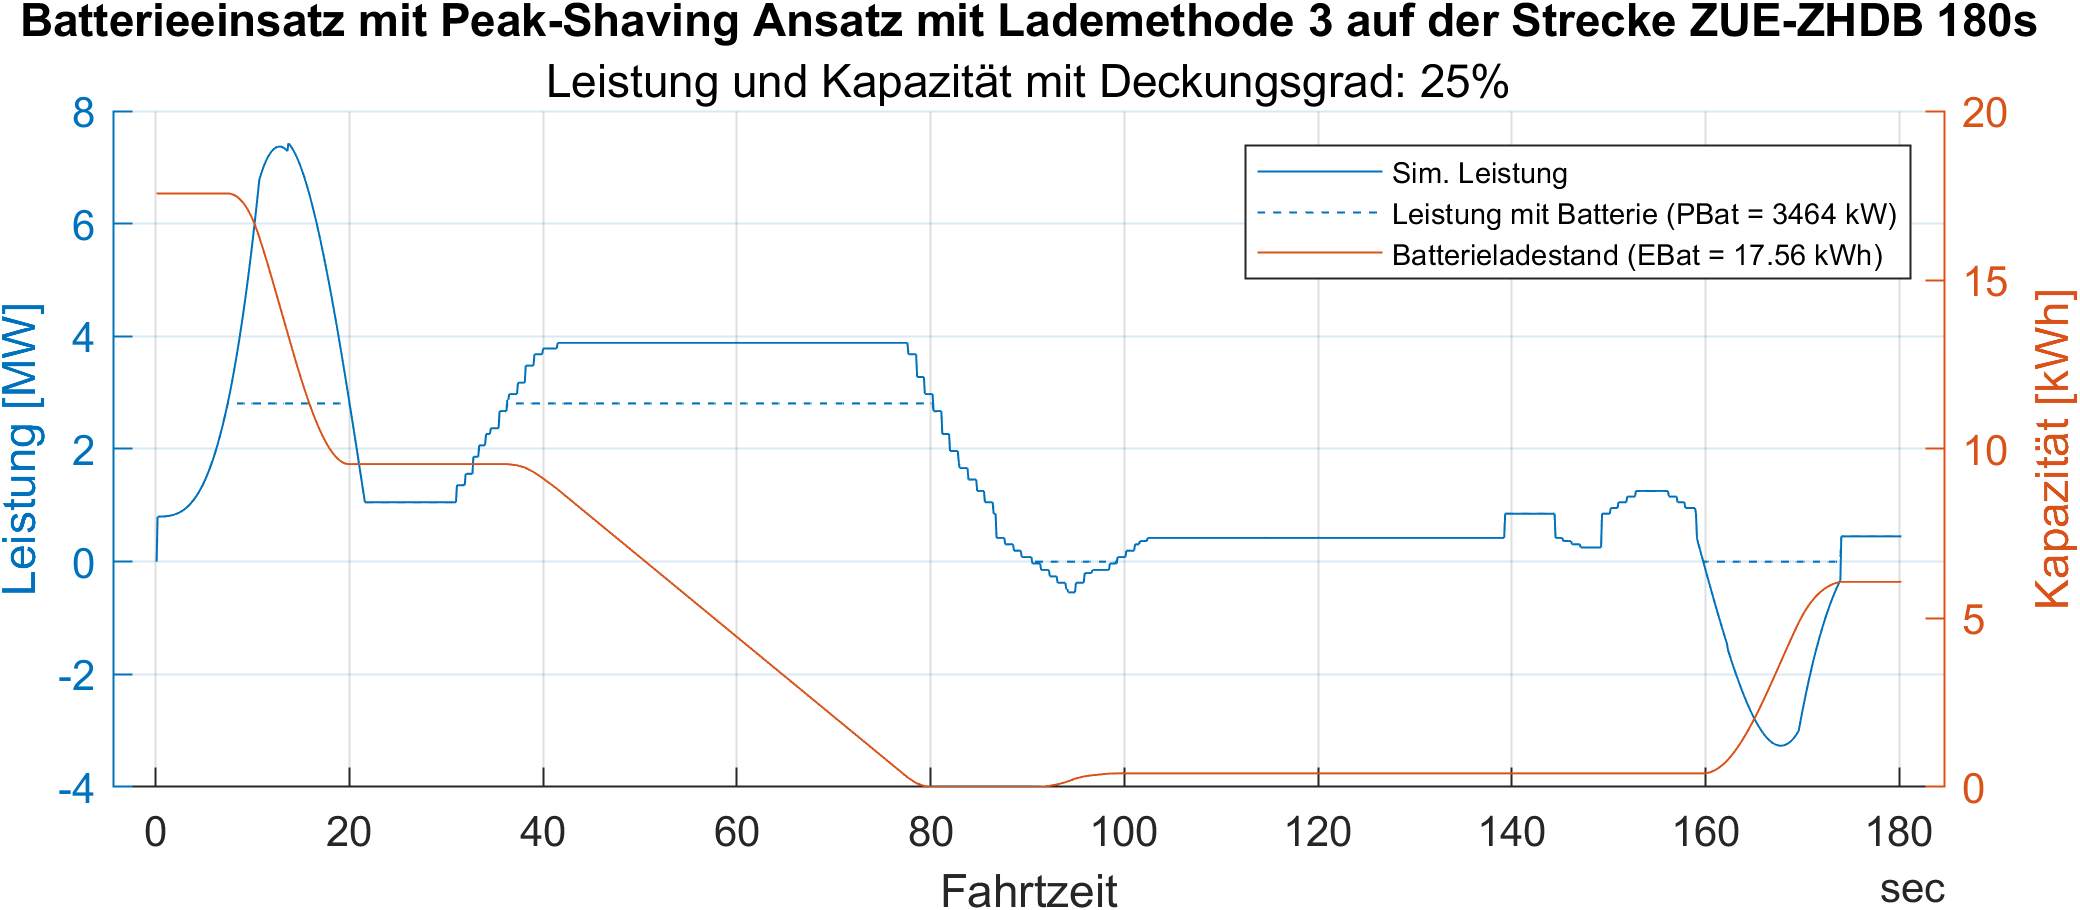 Batterieeinsatz mit Peak-Shaving Ansatz mit Lademethode 3 auf der Strecke ZUE-ZHDB 180s
Leistung und Kapazität mit Deckungsgrad: 25%
Leistung [MW]
8
6
4
2
0
-2
-4
Sim. Leistung
Leistung mit Batterie (PBat = 3464 kW)
Batterieladestand (EBat = 17.56 kWh)
20
15
10
5
0
Kapazität [kWh]
0 20 40 60 80 100 120 140 160 180
Fahrtzeit
sec